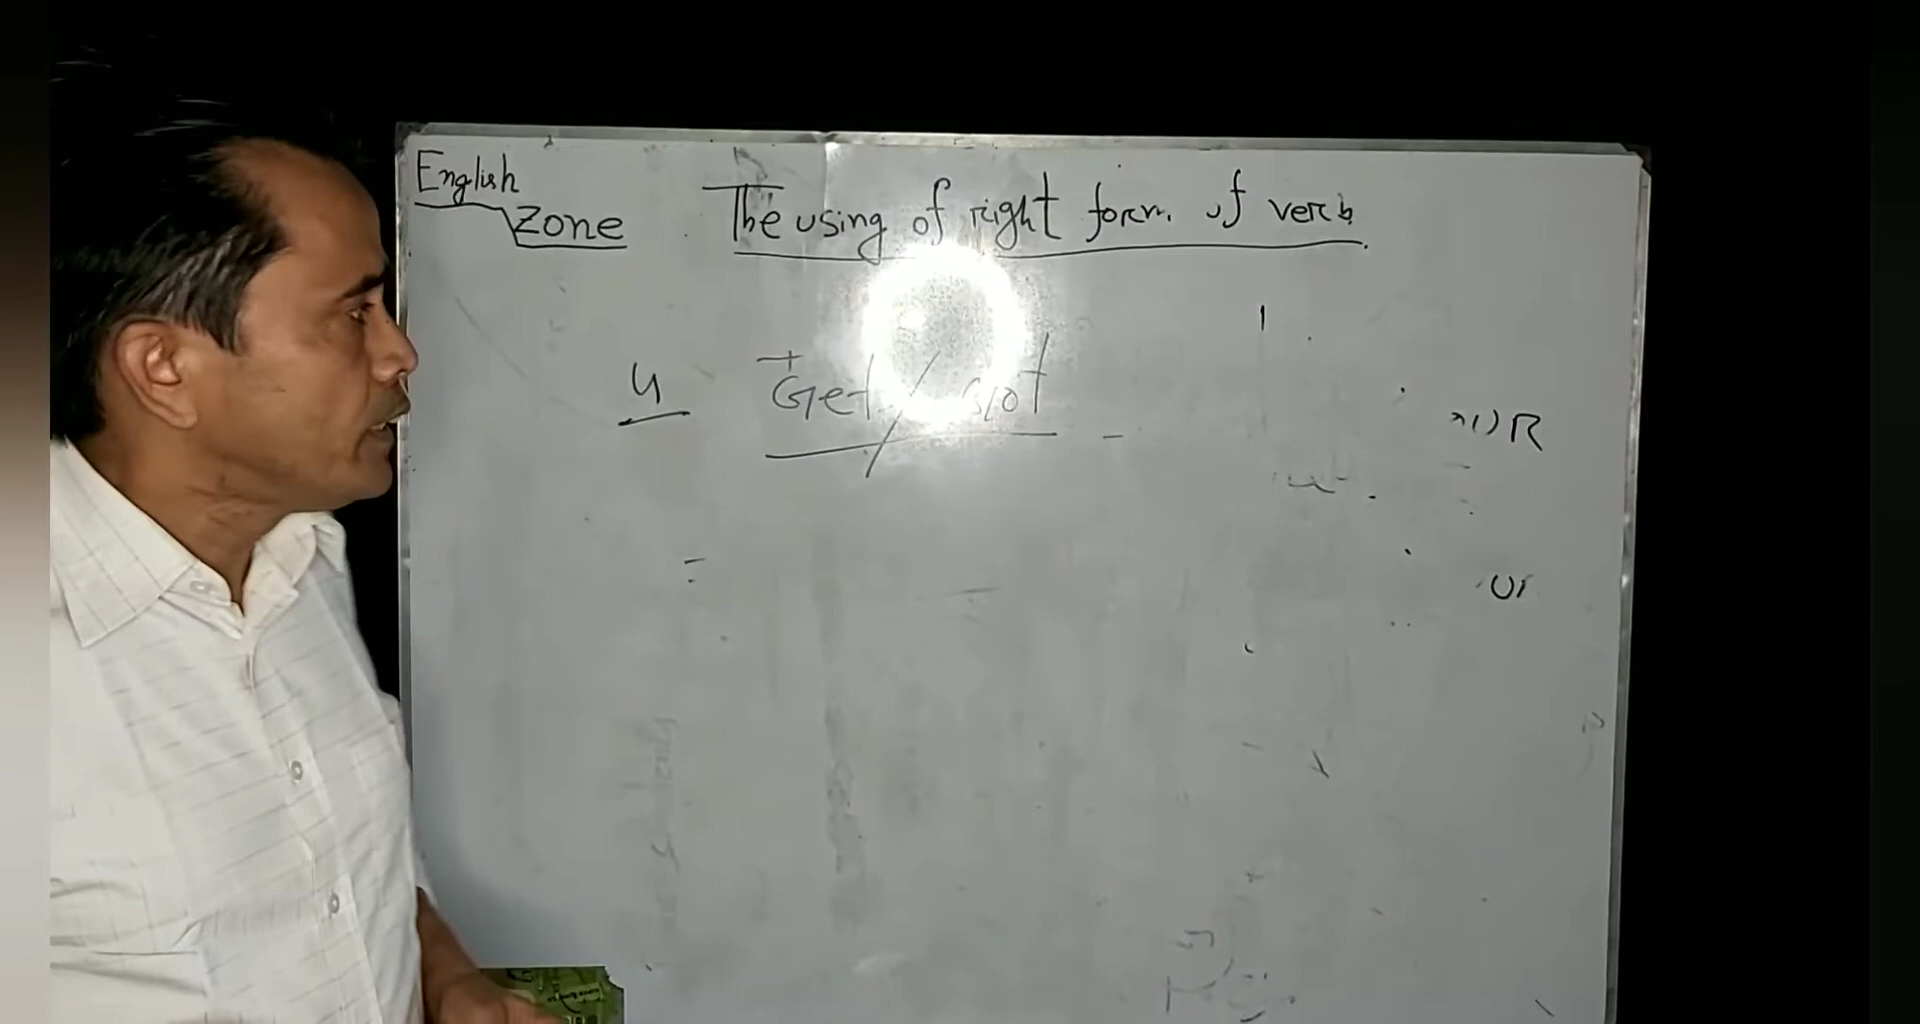 English
Zone
The using of right form of verb.
4 Get / Got